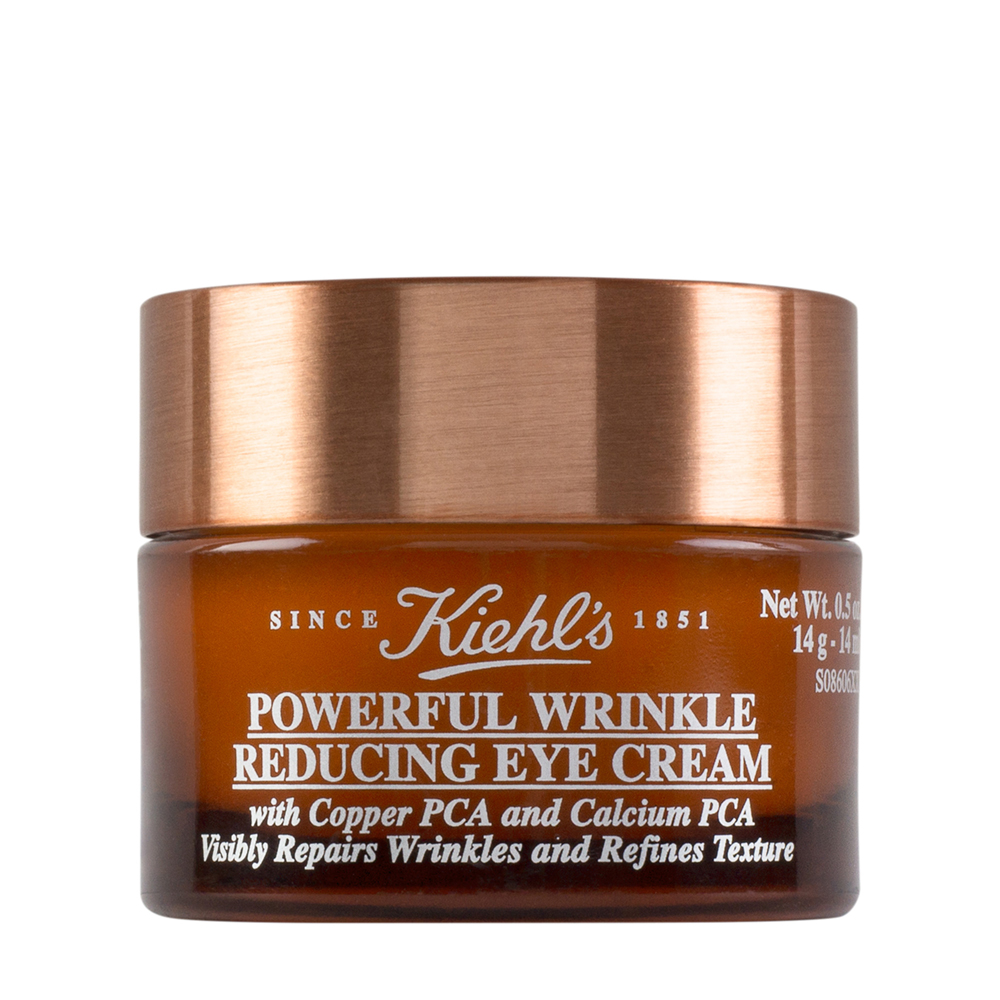 SINCE Kiehl's 1851
POWERFUL WRINKLE
REDUCING EYE CREAM
with Copper PCA and Calcium PCA
Visibly Repairs Wrinkles and Refines Texture
Net Wt. 0.5
14 g - 14